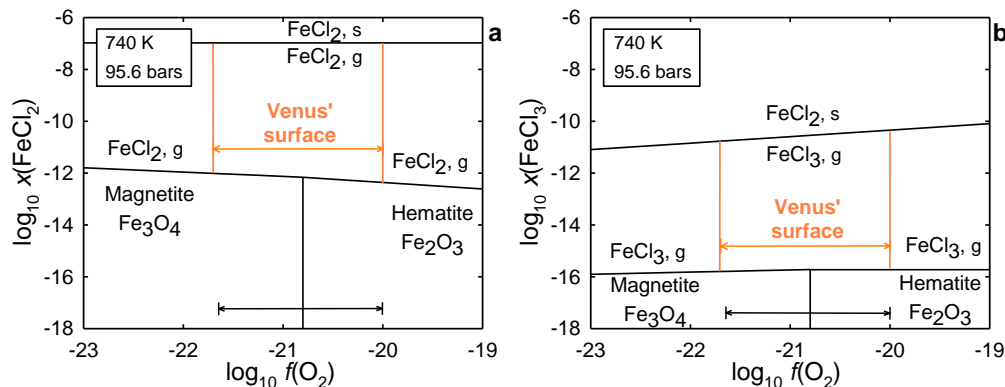 a
740 K
95.6 bars
FeCl2, s
FeCl2, g
Venus'
surface
FeCl2, g
FeCl2, g
Magnetite
Fe3O4
Hematite
Fe2O3
-6
-8
-10
-12
-14
-16
-18
-23
-22
-21
-20
-19
log10 x(FeCl2)
log10 f(O2)
b
740 K
95.6 bars
FeCl2, s
FeCl3, g
Venus'
surface
FeCl3, g
FeCl3, g
Magnetite
Fe3O4
Hematite
Fe2O3
-6
-8
-10
-12
-14
-16
-18
-23
-22
-21
-20
-19
log10 x(FeCl3)
log10 f(O2)